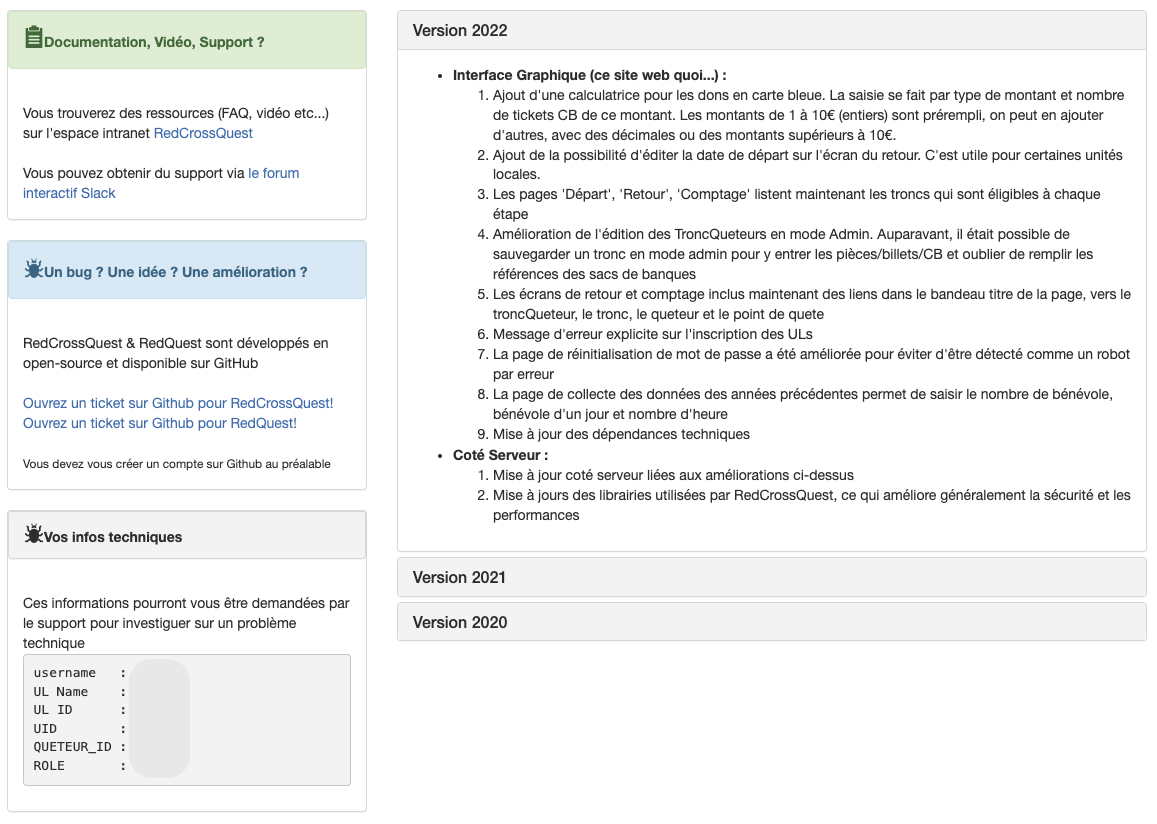 Documentation, Vidéo, Support ?
Vous trouverez des ressources (FAQ, vidéo etc...)
sur l'espace intranet RedCrossQuest
Vous pouvez obtenir du support via le forum
interactif Slack
Un bug ? Une idée ? Une amélioration ?
RedCrossQuest & RedQuest sont développés en
open-source et disponible sur GitHub
Ouvrez un ticket sur Github pour RedCrossQuest!
Ouvrez un ticket sur Github pour RedQuest!
Vous devez vous créer un compte sur Github au préalable
Vos infos techniques
Ces informations pourront vous être demandées par
le support pour investiguer sur un problème
technique
username :
UL Name :
UL ID :
UID :
QUETEUR_ID :
ROLE :
Version 2022
• Interface Graphique (ce site web quoi...) :
1. Ajout d'une calculatrice pour les dons en carte bleue. La saisie se fait par type de montant et nombre
de tickets CB de ce montant. Les montants de 1 à 10€ (entiers) sont prérempli, on peut en ajouter
d'autres, avec des décimales ou des montants supérieurs à 10€.
2. Ajout de la possibilité d'éditer la date de départ sur l'écran du retour. C'est utile pour certaines unités
locales.
3. Les pages 'Départ', 'Retour', 'Comptage' listent maintenant les troncs qui sont éligibles à chaque
étape
4. Amélioration de l'édition des TroncQueteurs en mode Admin. Auparavant, il était possible de
sauvegarder un tronc en mode admin pour y entrer les pièces/billets/CB et oublier de remplir les
références des sacs de banques
5. Les écrans de retour et comptage inclus maintenant des liens dans le bandeau titre de la page, vers le
troncQueteur, le tronc, le queteur et le point de quete
6. Message d'erreur explicite sur l'inscription des ULs
7. La page de réinitialisation de mot de passe a été améliorée pour éviter d'être détecté comme un robot
par erreur
8. La page de collecte des données des années précédentes permet de saisir le nombre de bénévole,
bénévole d'un jour et nombre d'heure
9. Mise à jour des dépendances techniques
• Coté Serveur :
1. Mise à jour coté serveur liées aux améliorations ci-dessus
2. Mise à jours des librairies utilisées par RedCrossQuest, ce qui améliore généralement la sécurité et les
performances
Version 2021
Version 2020